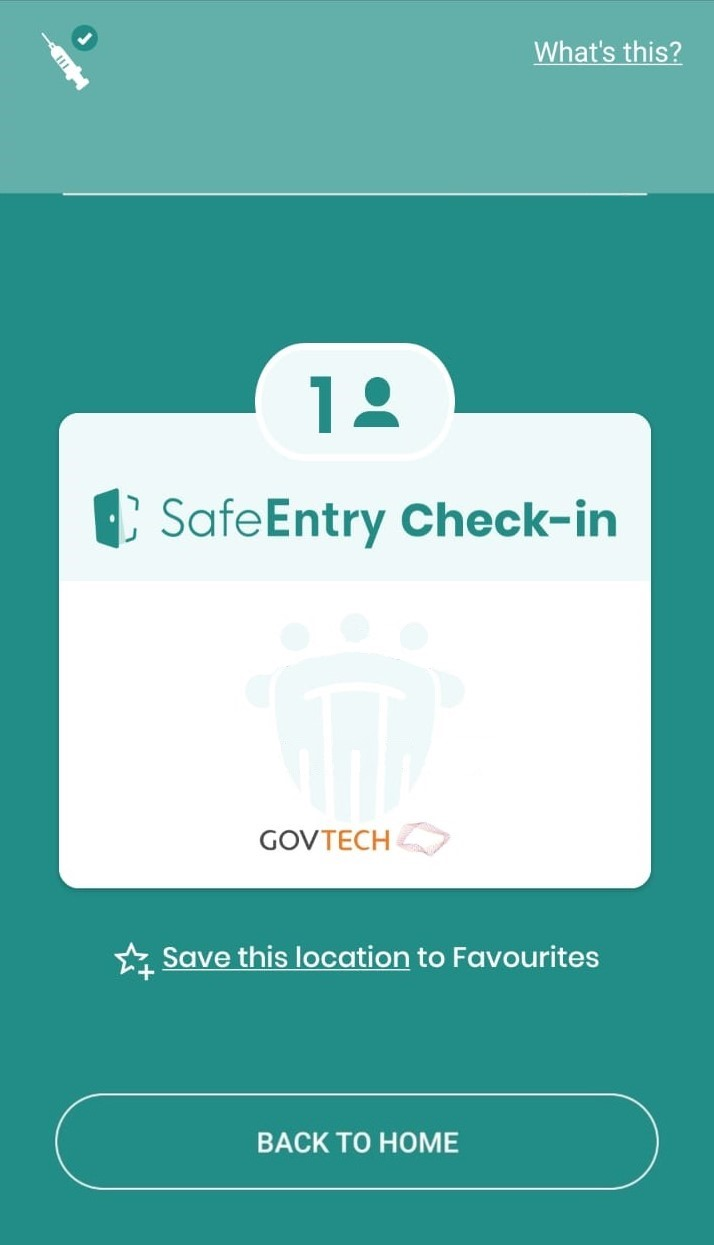 What's this?
1
SafeEntry Check-in
GOVTECH
Save this location to Favourites
BACK TO HOME